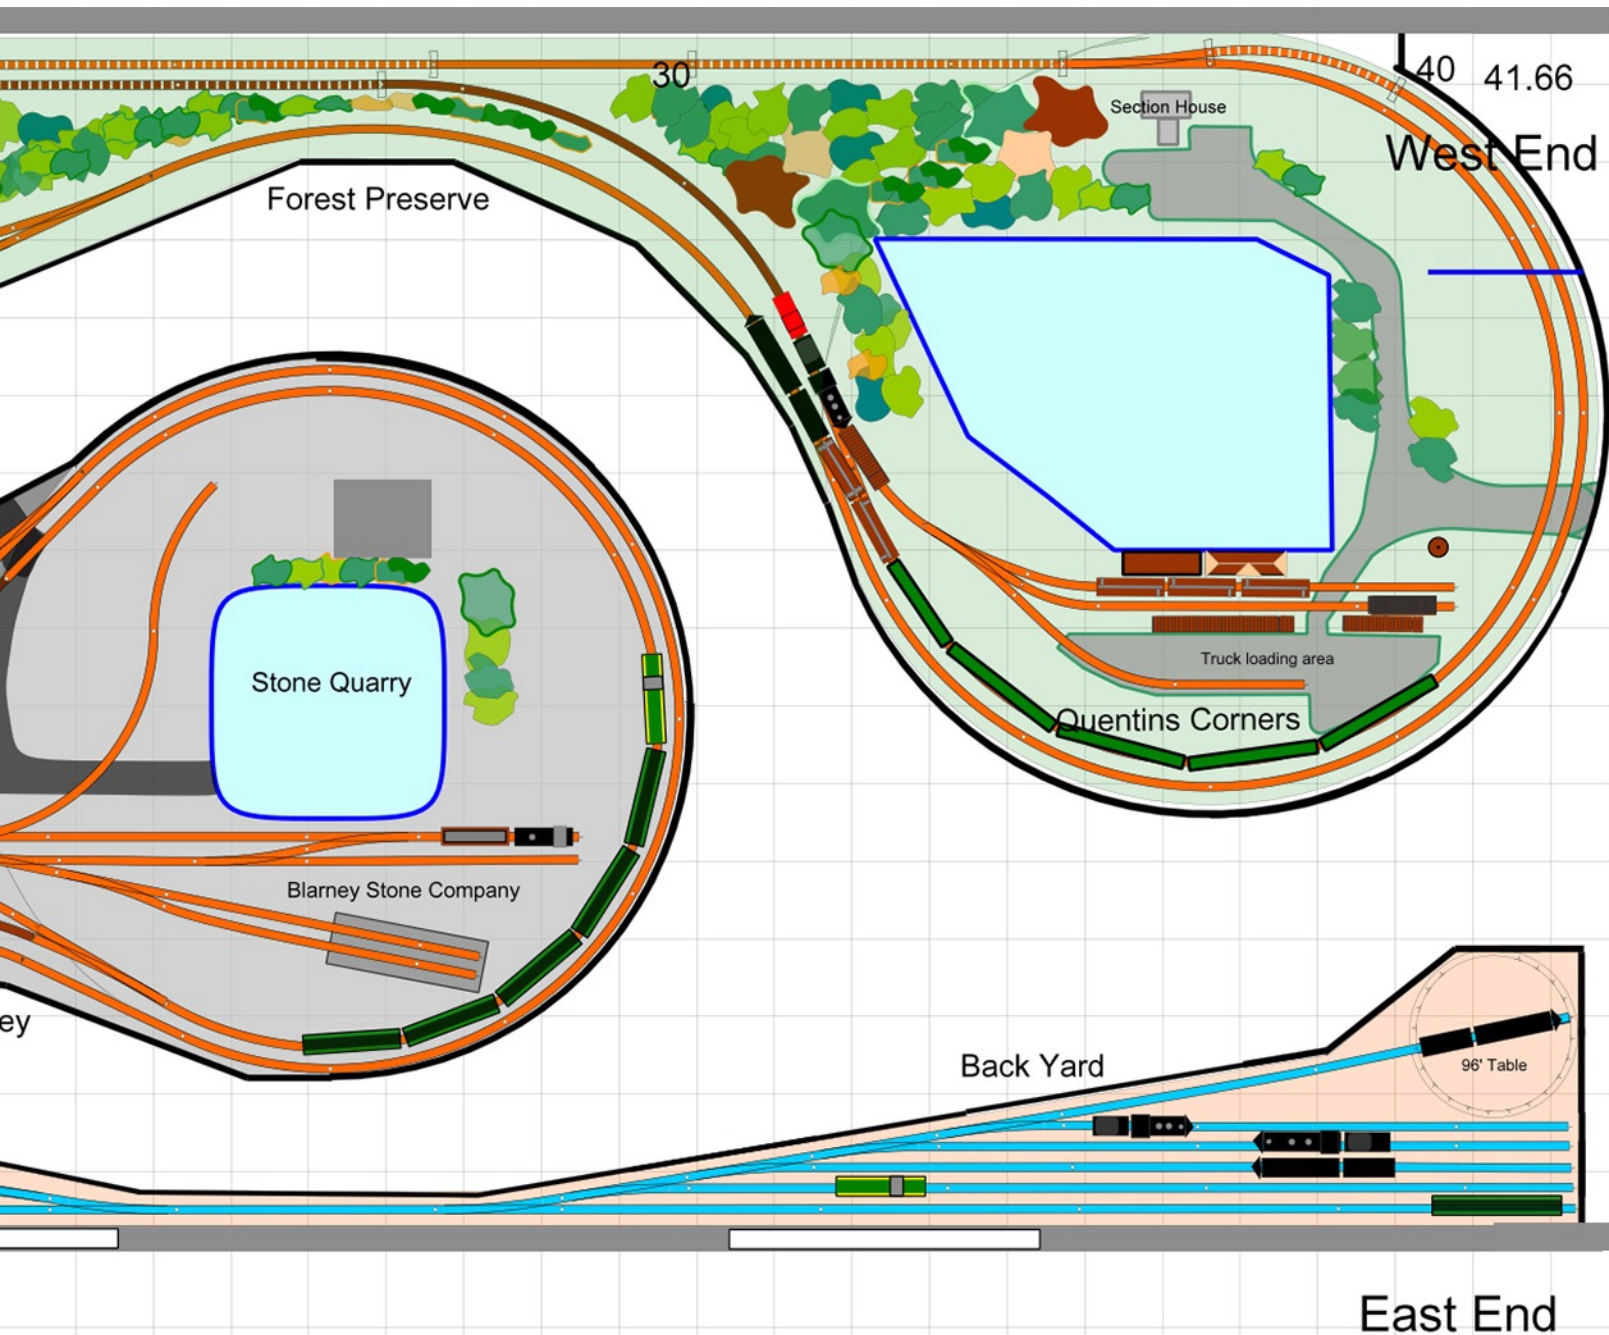 30
40
41.66
Section House
West End
Forest Preserve
Stone Quarry
Truck loading area
Quentins Corners
Blarney Stone Company
ey
Back Yard
96' Table
East End